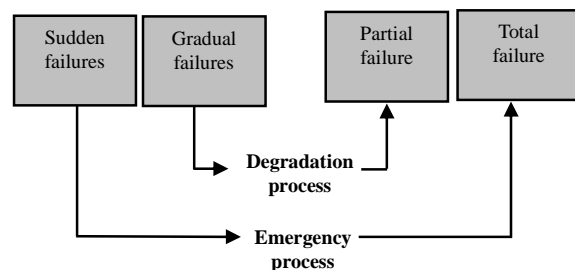 Sudden
failures
Gradual
failures
Partial
failure
Total
failure
Degradation
process
Emergency
process